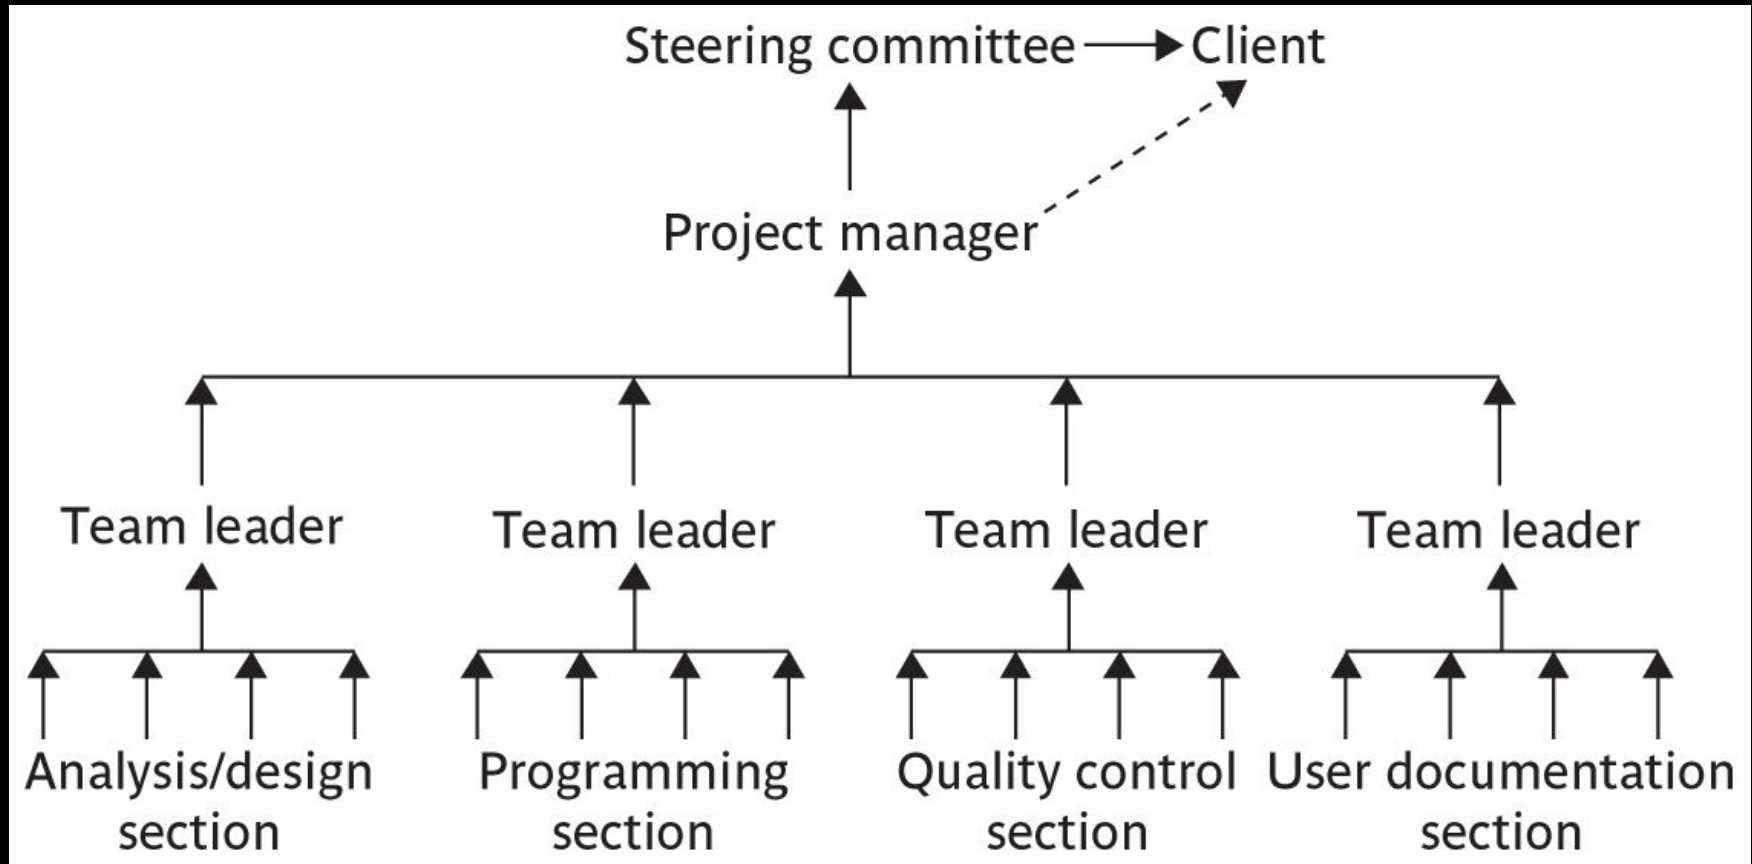 Steering committee Client
Project manager
Team leader Team leader Team leader Team leader
Analysis/design Programming Quality control User documentation
section section section section